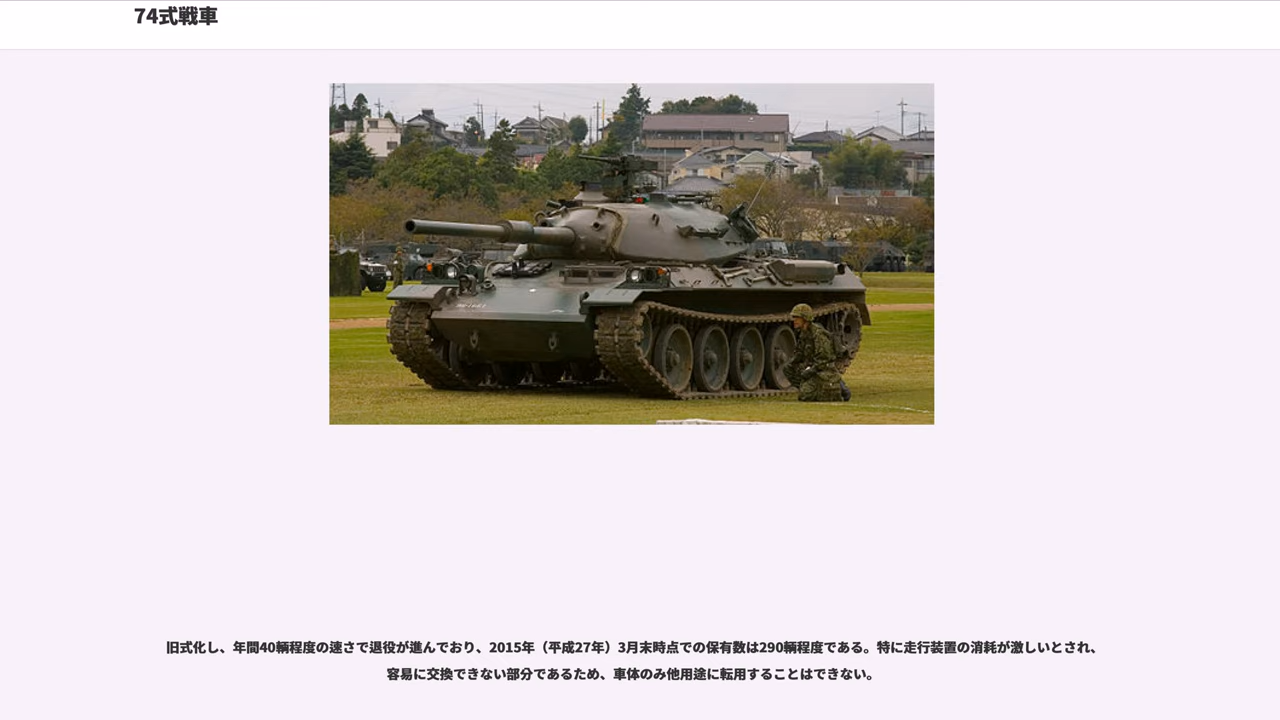 74式戦車
旧式化し、年間40輌程度の速さで退役が進んでおり、2015年（平成27年）3月末時点での保有数は290輌程度である。特に走行装置の消耗が激しいとされ、
容易に交換できない部分であるため、車体のみ他用途に転用することはできない。